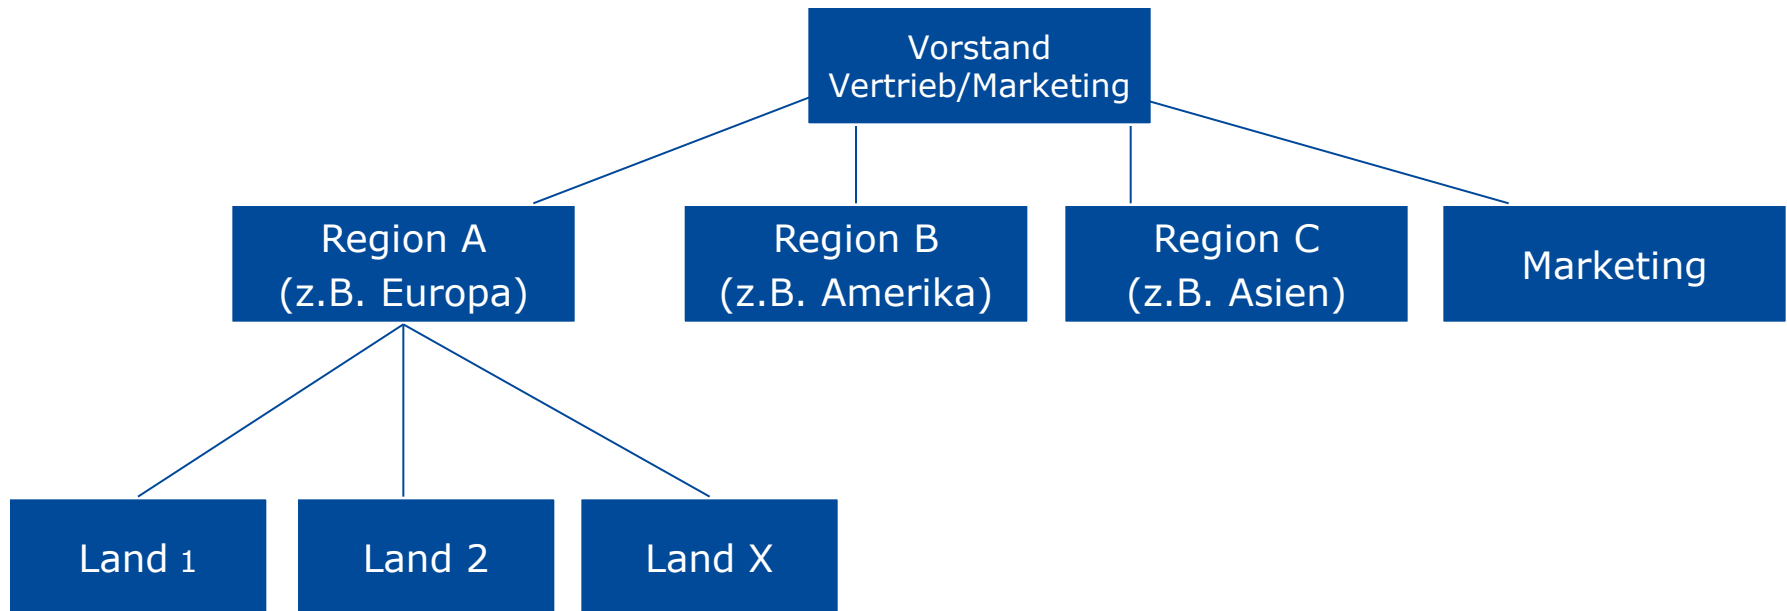 Vorstand
Vertrieb/Marketing
Region A
(z.B. Europa)
Region B
(z.B. Amerika)
Region C
(z.B. Asien)
Marketing
Land 1
Land 2
Land X